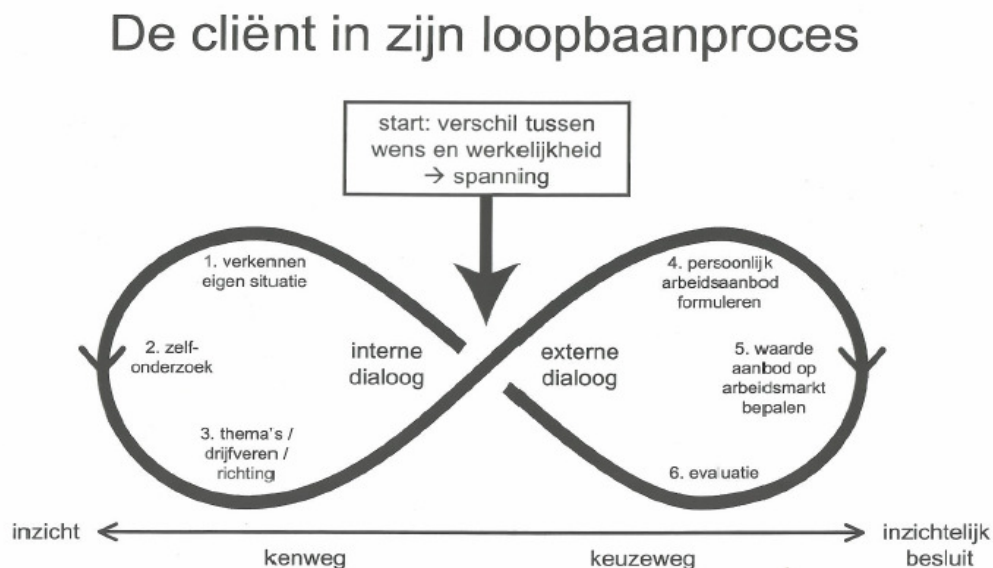 De cliënt in zijn loopbaanproces
start: verschil tussen
wens en werkelijkheid
→ spanning
1. verkennen
eigen situatie
2. zelf-
onderzoek
3. thema's /
drijfveren /
richting
interne
dialoog
externe
dialoog
4. persoonlijk
arbeidsaanbod
formuleren
5. waarde
aanbod op
arbeidsmarkt
bepalen
6. evaluatie
inzicht
kenweg
keuzeweg
inzichtelijk
besluit